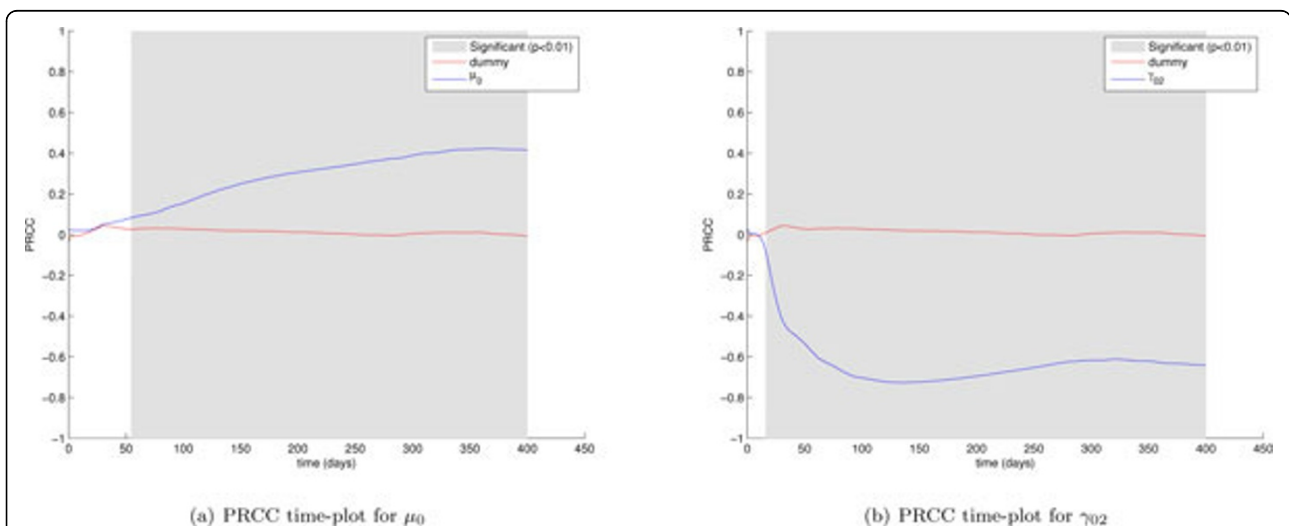 1
0.8
0.6
0.4
0.2
0
−0.2
−0.4
−0.6
−0.8
−1
PRCC
0 50 100 150 200 250 300 350 400 450
time (days)
Significant (p<0.01)
dummy
μ0
(a) PRCC time-plot for μ0
1
0.8
0.6
0.4
0.2
0
−0.2
−0.4
−0.6
−0.8
−1
PRCC
0 50 100 150 200 250 300 350 400 450
time (days)
Significant (p<0.01)
dummy
γ02
(b) PRCC time-plot for γ02